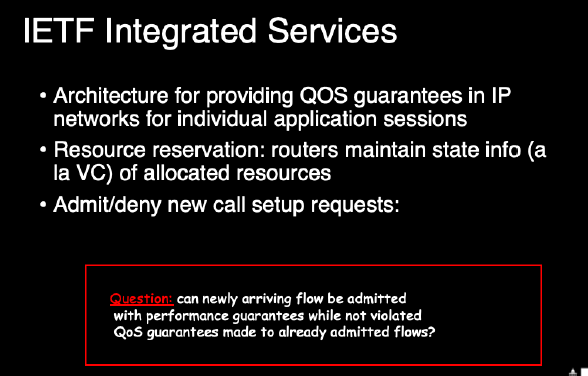 IETF Integrated Services
• Architecture for providing QOS guarantees in IP
networks for individual application sessions
• Resource reservation: routers maintain state info (a
la VC) of allocated resources
• Admit/deny new call setup requests:
Question: can newly arriving flow be admitted
with performance guarantees while not violated
QoS guarantees made to already admitted flows?